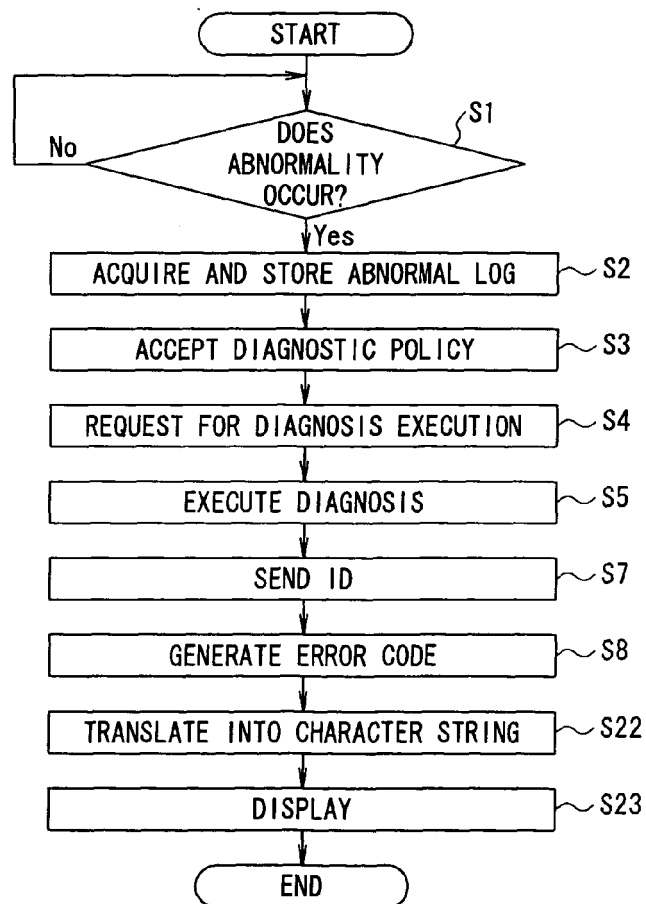 START
S1
DOES
ABNORMALITY
OCCUR?
No
Yes
ACQUIRE AND STORE ABNORMAL LOG
S2
ACCEPT DIAGNOSTIC POLICY
S3
REQUEST FOR DIAGNOSIS EXECUTION
S4
EXECUTE DIAGNOSIS
S5
SEND ID
S7
GENERATE ERROR CODE
S8
TRANSLATE INTO CHARACTER STRING
S22
DISPLAY
S23
END